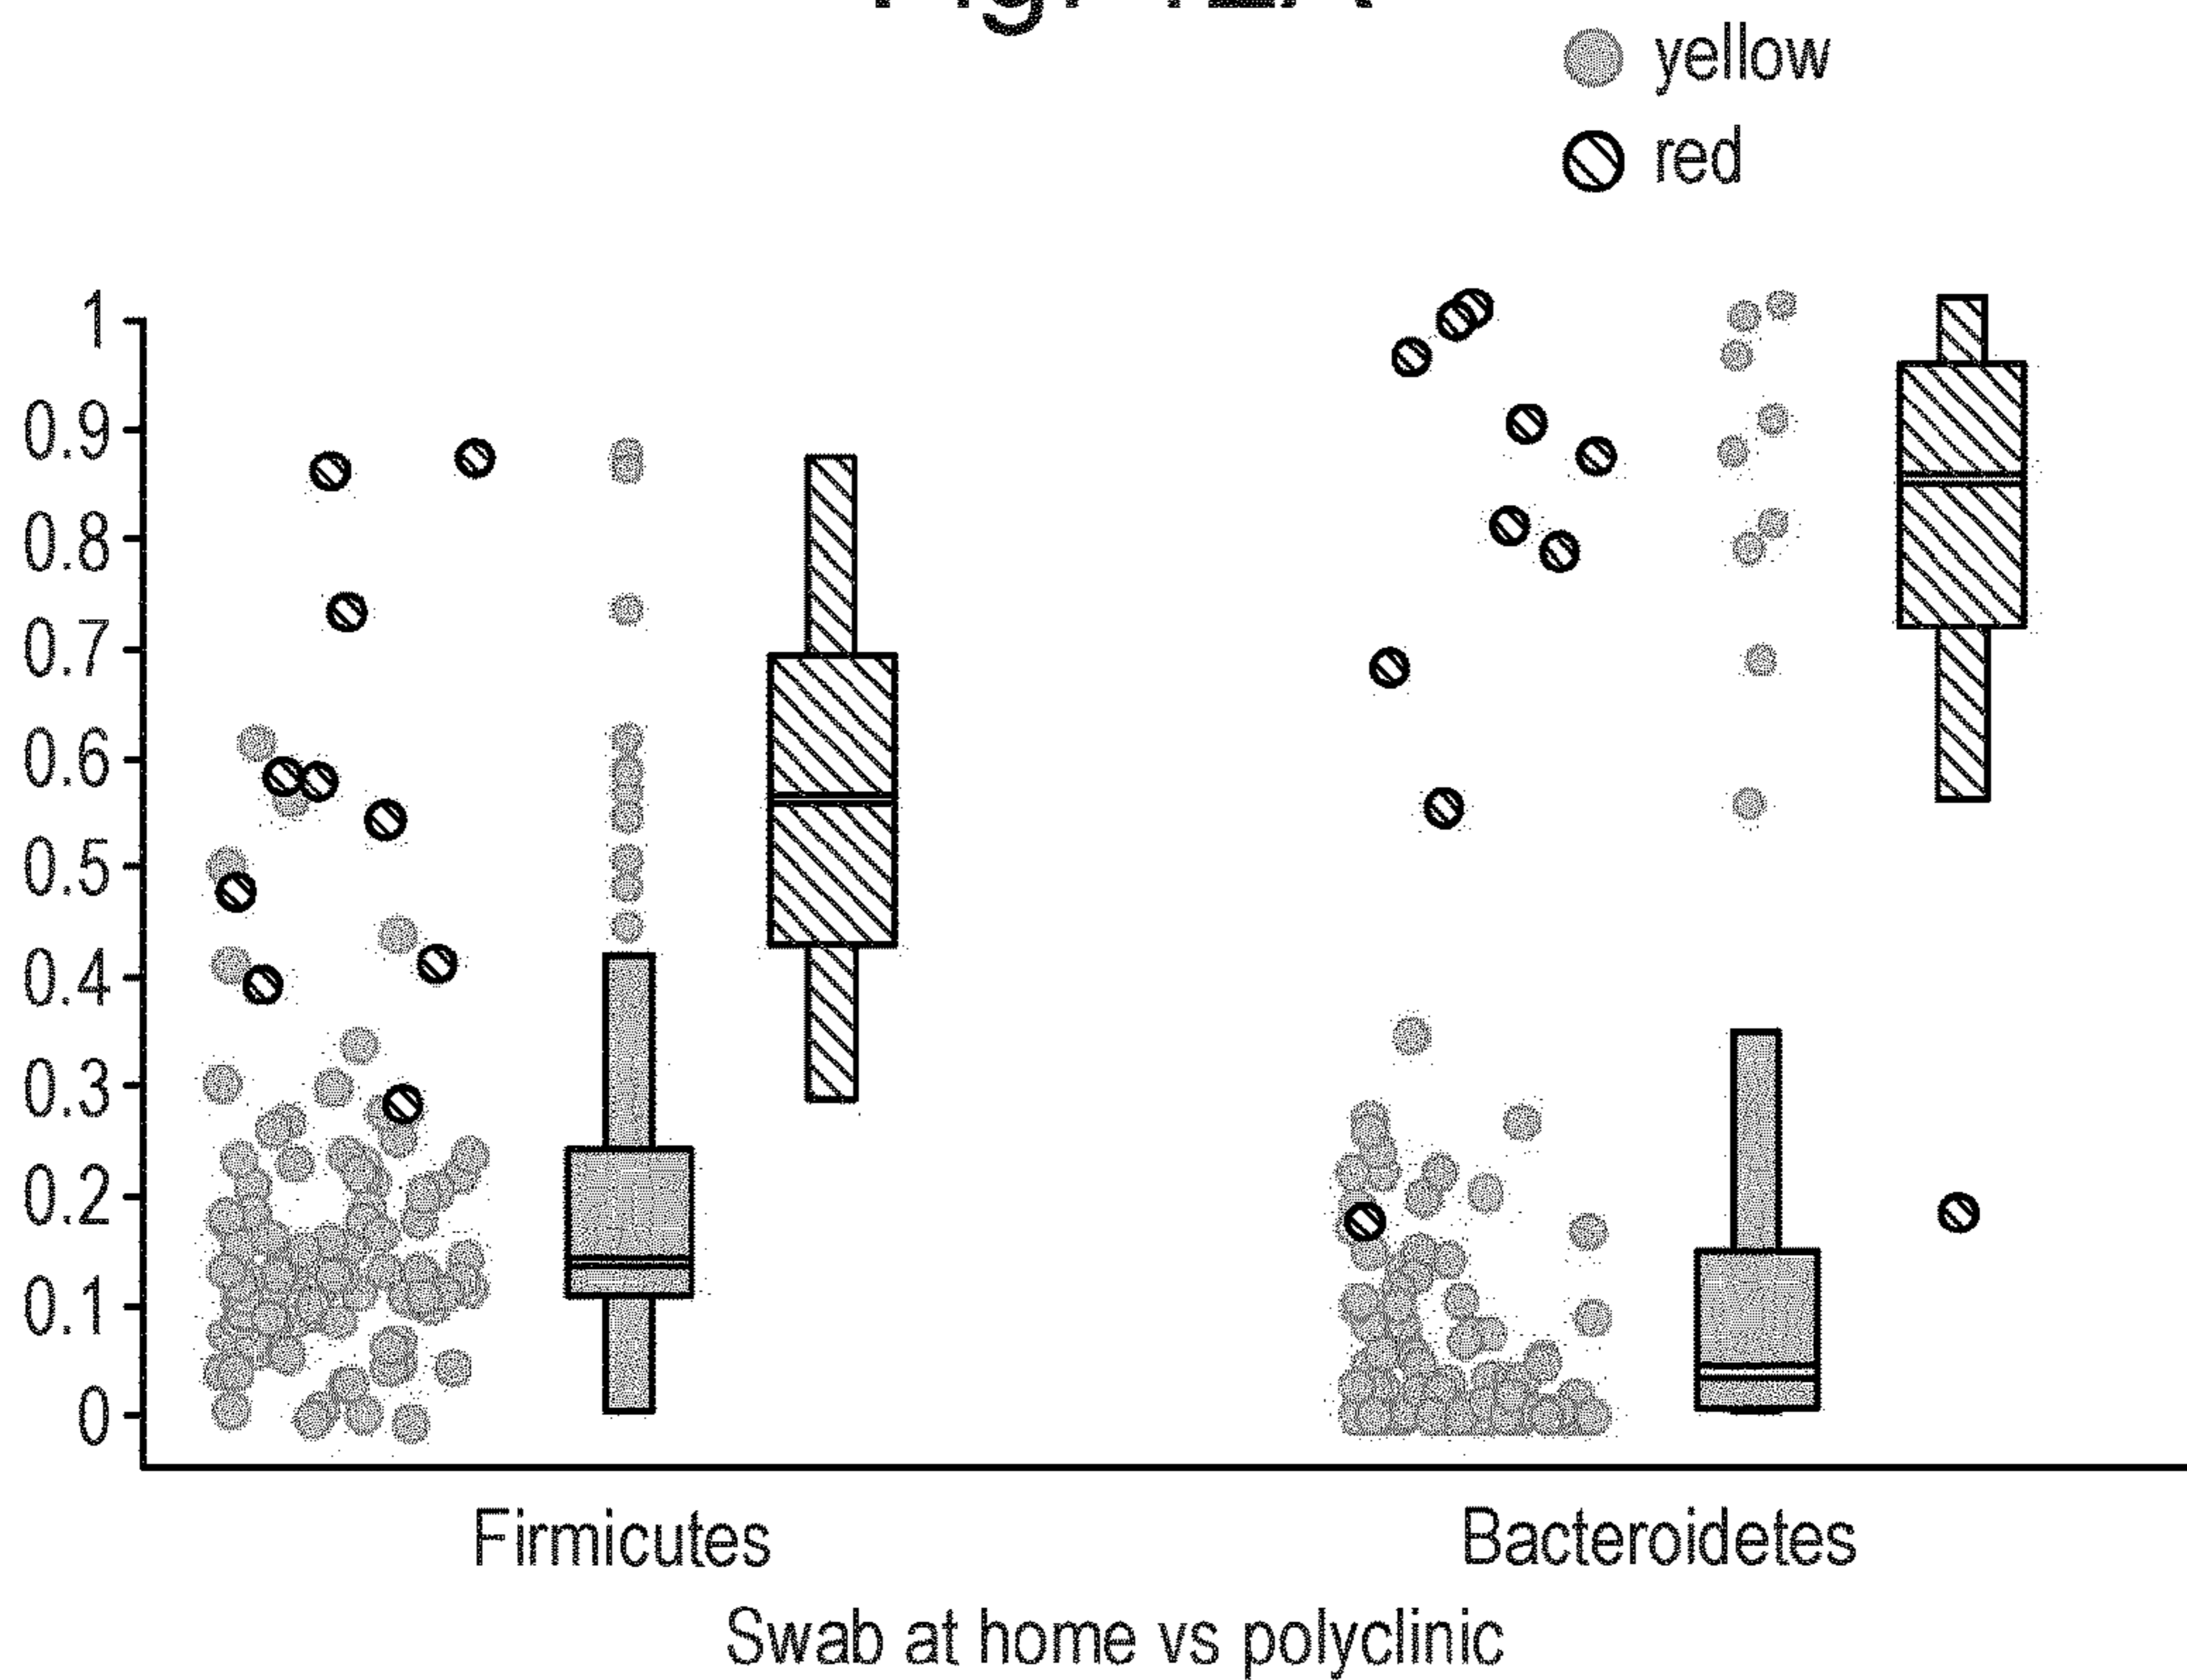 yellow
red
1
0.9
0.8
0.7
0.6
0.5
0.4
0.3
0.2
0.1
0
Firmicutes Bacteroidetes
Swab at home vs polyclinic